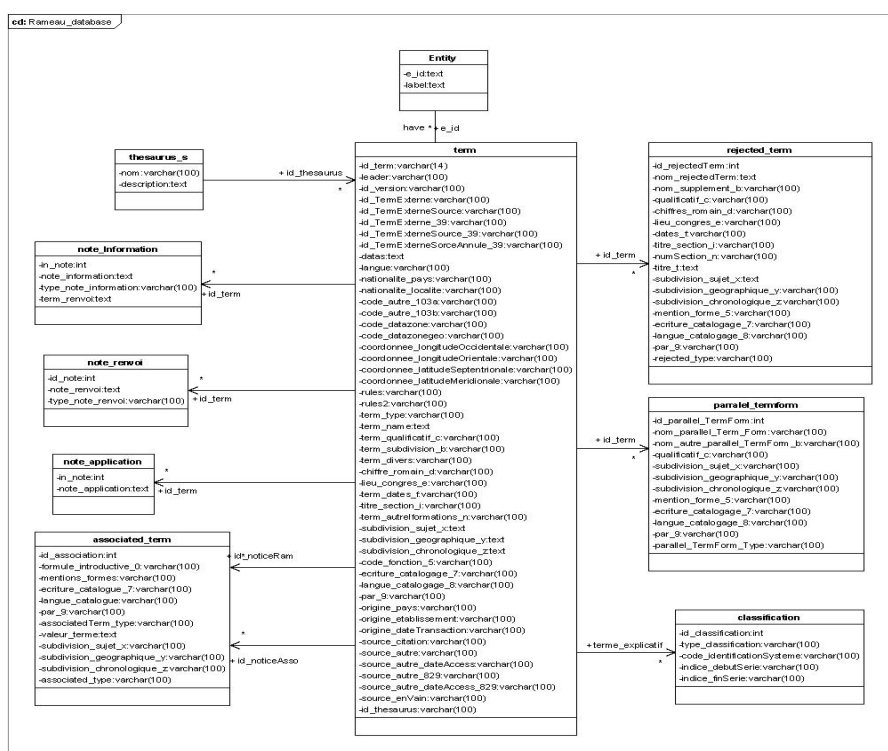 cd: Rameau_database
Entity
-e_id:text
-label:text
have * + e_id
thesaurus_s
-nom:varchar(100)
-description:text
+ id_thesaurus
*
note_Information
-in_note:int
-note_information:text
-type_note_information:varchar(100)
-term_renvoi:text
*
+id_term
note_renvoi
-id_note:int
-note_renvoi:text
-type_note_renvoi:varchar(100)
*
+id_term
note_application
-in_note:int
-note_application:text
*
+id_term
associated_term
-id_association:int
-formule_introductive_0:varchar(100)
-mentions_formes:varchar(100)
-ecriture_catalogue_7:varchar(100)
-langue_catalogue:varchar(100)
-par_9:varchar(100)
-associatedTerm_type:varchar(100)
-valeur_terme:text
-subdivision_sujet_x:varchar(100)
-subdivision_geographique_y:varchar(100)
-subdivision_chronologique_z:varchar(100)
-associated_type:varchar(100)
+ id_noticeRam
*
+ id_noticeAsso
term
-id_term:varchar(14)
-leader:varchar(100)
-id_version:varchar(100)
-id_TermExterne:varchar(100)
-id_TermExterneSource:varchar(100)
-id_TermExterne_39:varchar(100)
-id_TermExterneSource_39:varchar(100)
-id_TermExterneSorceAnnule_39:varchar(100)
-datas:text
-langue:varchar(100)
-nationalite_pays:varchar(100)
-nationalite_localite:varchar(100)
-code_autre_103a:varchar(100)
-code_autre_103b:varchar(100)
-code_datazone:varchar(100)
-code_datazonegeo:varchar(100)
-coordonnee_longitudeOccidentale:varchar(100)
-coordonnee_longitudeOrientale:varchar(100)
-coordonnee_latitudeSeptentrionale:varchar(100)
-coordonnee_latitudeMeridionale:varchar(100)
-rules:varchar(100)
-rules2:varchar(100)
-term_type:varchar(100)
-term_name:text
-term_qualificatif_c:varchar(100)
-term_subdivision_b:varchar(100)
-term_divers:varchar(100)
-chiffre_romain_d:varchar(100)
-lieu_congres_e:varchar(100)
-term_dates_f:varchar(100)
-titre_section_i:varchar(100)
-term_autreIformations_n:varchar(100)
-subdivision_sujet_x:text
-subdivision_geographique_y:text
-subdivision_chronologique_z:text
-code_fonction_5:varchar(100)
-ecriture_catalogage_7:varchar(100)
-langue_catalogage_8:varchar(100)
-par_9:varchar(100)
-origine_pays:varchar(100)
-origine_etablissement:varchar(100)
-origine_dateTransaction:varchar(100)
-source_citation:varchar(100)
-source_autre:varchar(100)
-source_autre_dateAccess:varchar(100)
-source_autre_829:varchar(100)
-source_autre_dateAccess_829:varchar(100)
-source_enVain:varchar(100)
-id_thesaurus:varchar(100)
+ id_term
*
rejected_term
-id_rejectedTerm:int
-nom_rejectedTerm:text
-nom_supplement_b:varchar(100)
-qualificatif_c:varchar(100)
-chiffres_romain_d:varchar(100)
-lieu_congres_e:varchar(100)
-dates_f:varchar(100)
-titre_section_i:varchar(100)
-numSection_n:varchar(100)
-titre_t:text
-subdivision_sujet_x:text
-subdivision_geographique_y:varchar(100)
-subdivision_chronologique_z:varchar(100)
-mention_forme_5:varchar(100)
-ecriture_catalogage_7:varchar(100)
-langue_catalogage_8:varchar(100)
-par_9:varchar(100)
-rejected_type:varchar(100)
+ id_term
*
parralel_termform
-id_parallel_TermForm:int
-nom_parallel_Term_Form:varchar(100)
-nom_autre_parallel_TermForm_b:varchar(100)
-qualificatif_c:varchar(100)
-subdivision_sujet_x:varchar(100)
-subdivision_geographique_y:varchar(100)
-subdivision_chronologique_z:varchar(100)
-mention_forme_5:varchar(100)
-ecriture_catalogage_7:varchar(100)
-langue_catalogage_8:varchar(100)
-par_9:varchar(100)
-parallel_TermForm_Type:varchar(100)
+terme_explicatif
*
classification
-id_classification:int
-type_classification:varchar(100)
-code_identificationSysteme:varchar(100)
-indice_debutSerie:varchar(100)
-indice_finSerie:varchar(100)